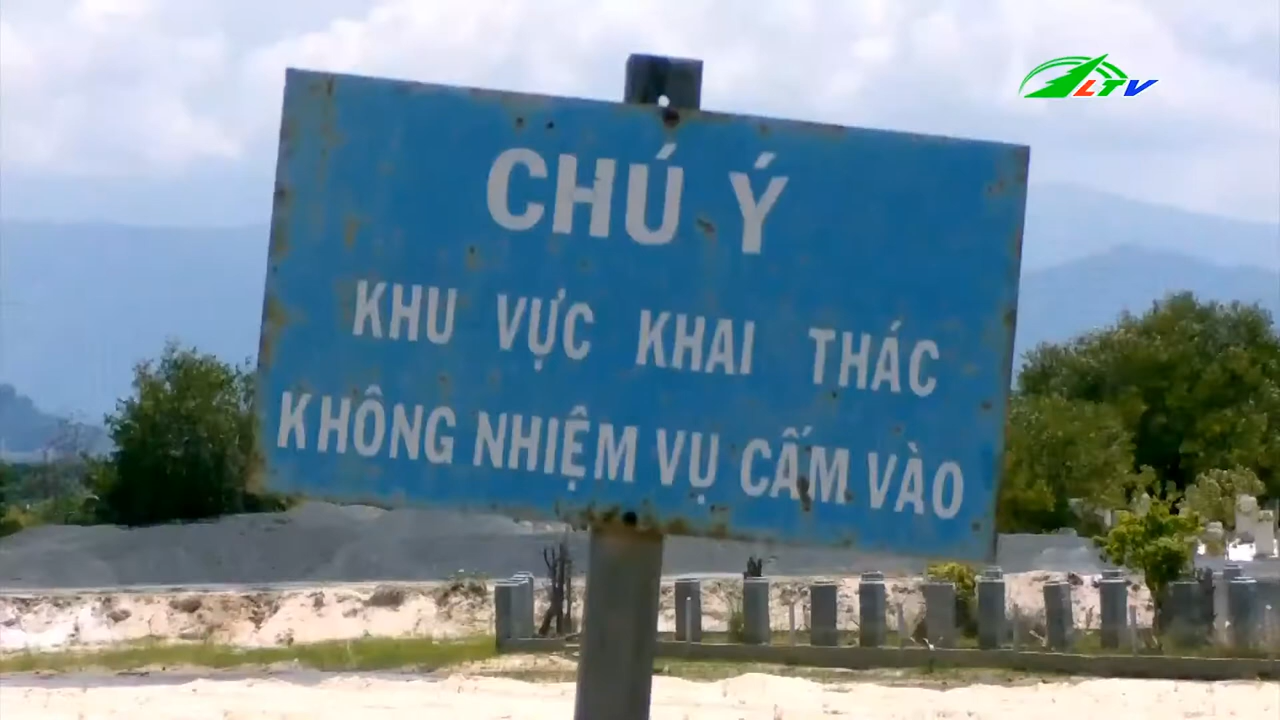 LTV
CHÚ Ý
KHU VỰC KHAI THÁC
KHÔNG NHIỆM VỤ CẤM VÀO